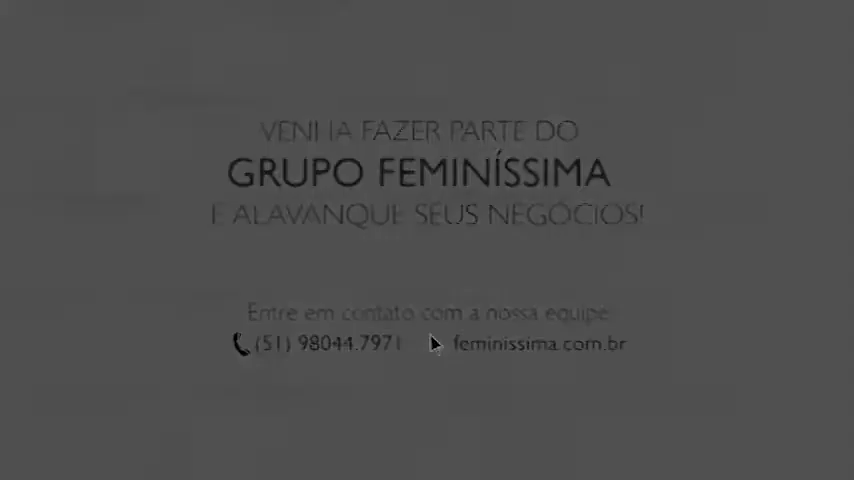 VENHA FAZER PARTE DO
GRUPO FEMINÍSSIMA
E ALAVANQUE SEUS NEGÓCIOS!
Entre em contato com a nossa equipe:
(51) 98044.7971 feminissima.com.br